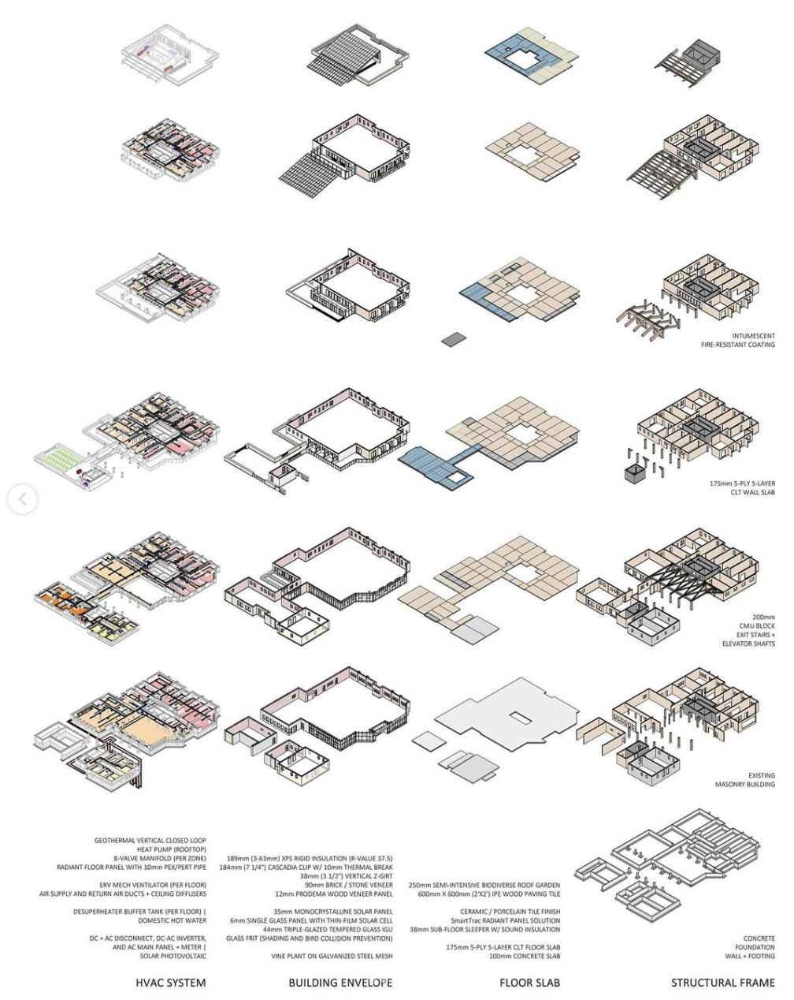 INTUMESCENT
FIRE-RESISTANT COATING
175mm 5-PLY 5-LAYER
CLT WALL SLAB
200mm
CMU BLOCK
EXIT STAIRS +
ELEVATOR SHAFTS
EXISTING
MASONRY BUILDING
GEOTHERMAL VERTICAL CLOSED LOOP
HEAT PUMP (ROOFTOP)
8-VALVE MANIFOLD (PER ZONE)
RADIANT FLOOR PANEL WITH 10mm PEX/PERT PIPE
ERV MECH VENTILATOR (PER FLOOR)
AIR SUPPLY AND RETURN AIR DUCTS + CEILING DIFFUSERS
DESUPERHEATER BUFFER TANK (PER FLOOR) |
DOMESTIC HOT WATER
DC + AC DISCONNECT, DC-AC INVERTER,
AND AC MAIN PANEL + METER |
SOLAR PHOTOVOLTAIC
HVAC SYSTEM
189mm (3-63mm) XPS RIGID INSULATION (R-VALUE 37.5)
184mm (7 1/4") CASCADIA CLIP W/ 10mm THERMAL BREAK
38mm (3 1/2") VERTICAL Z-GIRT
90mm BRICK / STONE VENEER
12mm PRODEMA WOOD VENEER PANEL
35mm MONOCRYSTALLINE SOLAR PANEL
6mm SINGLE GLASS PANEL WITH THIN-FILM SOLAR CELL
44mm TRIPLE-GLAZED TEMPERED GLASS IGU
GLASS FRIT (SHADING AND BIRD COLLISION PREVENTION)
VINE PLANT ON GALVANIZED STEEL MESH
BUILDING ENVELOPE
250mm SEMI-INTENSIVE BIODIVERSE ROOF GARDEN
600mm X 600mm (2'X2') IPE WOOD PAVING TILE
CERAMIC / PORCELAIN TILE FINISH
SmartTrac RADIANT PANEL SOLUTION
38mm SUB-FLOOR SLEEPER W/ SOUND INSULATION
175mm 5-PLY 5-LAYER CLT FLOOR SLAB
100mm CONCRETE SLAB
FLOOR SLAB
CONCRETE
FOUNDATION
WALL + FOOTING
STRUCTURAL FRAME